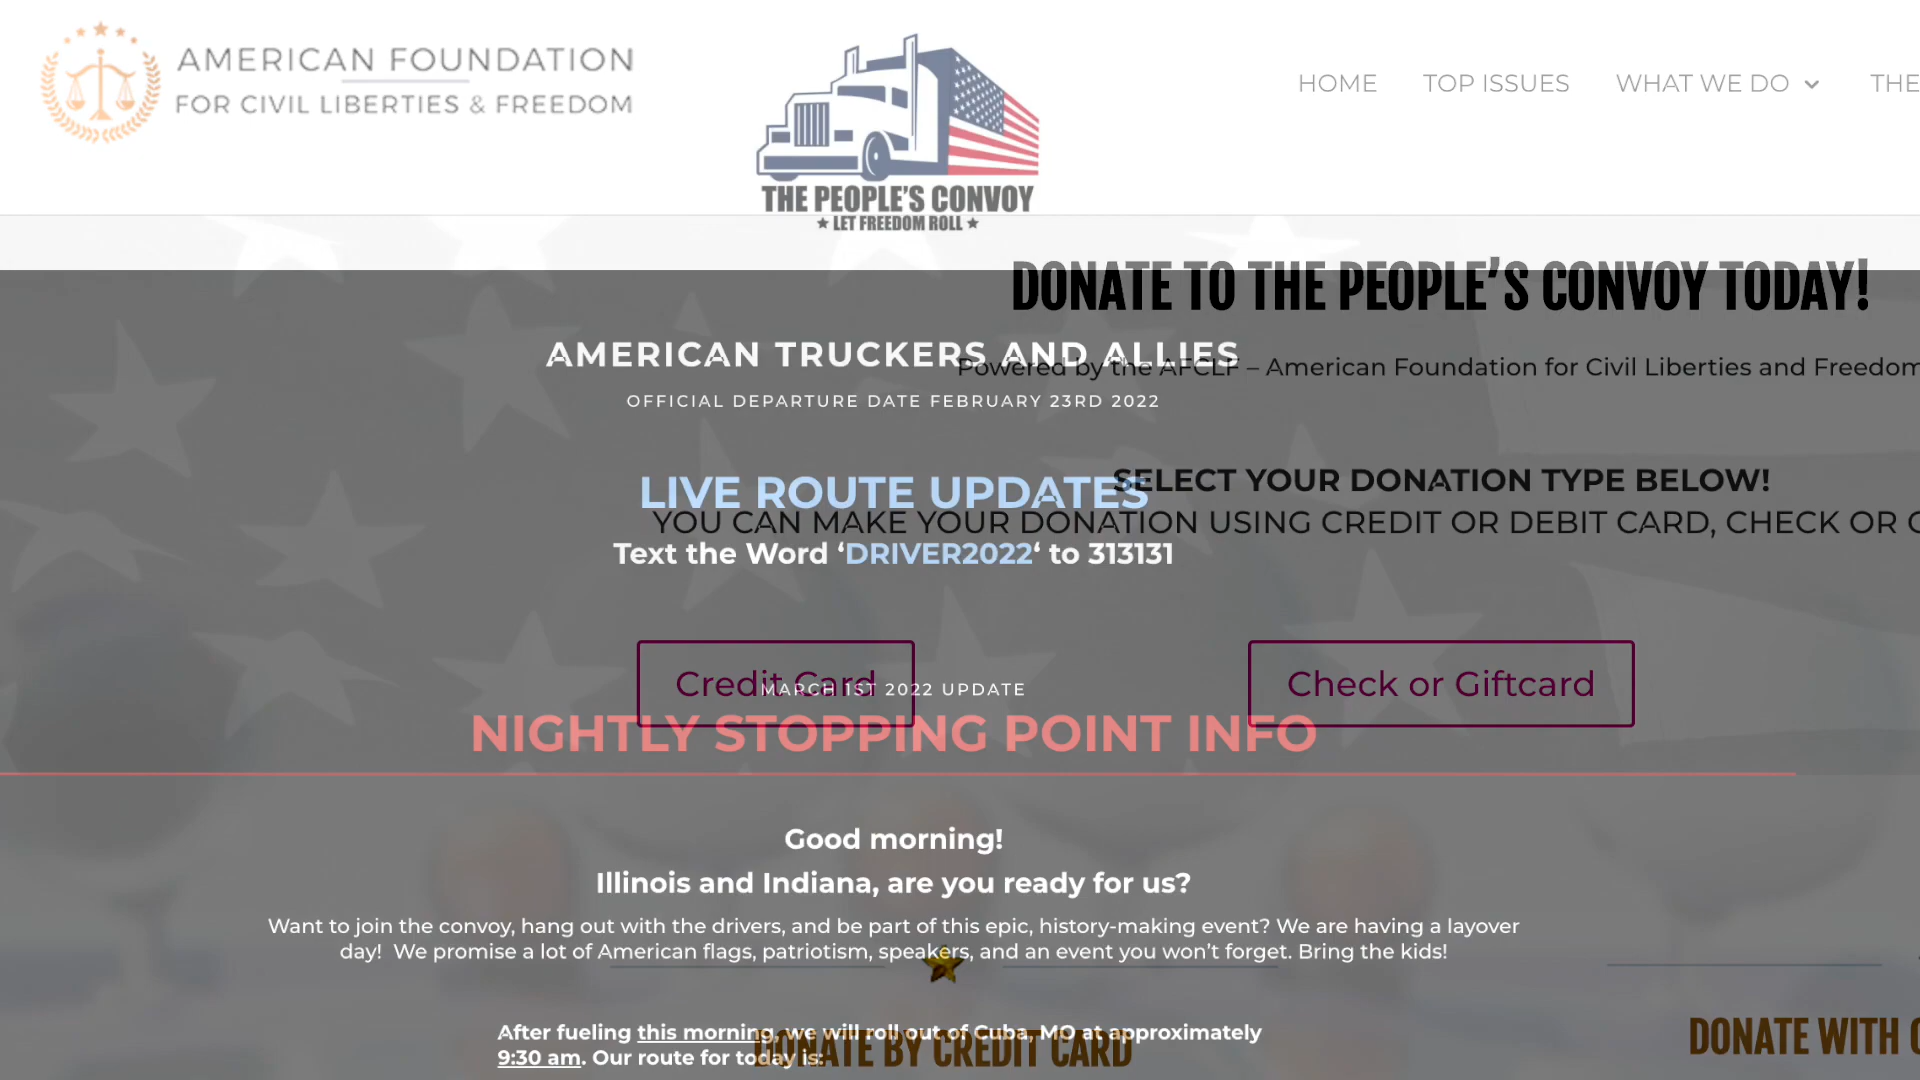 AMERICAN FOUNDATION
FOR CIVIL LIBERTIES & FREEDOM
THE PEOPLE'S CONVOY
★ LET FREEDOM ROLL ★
HOME TOP ISSUES WHAT WE DO THE
DONATE TO THE PEOPLE'S CONVOY TODAY!
AMERICAN TRUCKERS AND ALLIES
Powered by the AFCLF – American Foundation for Civil Liberties and Freedom
OFFICIAL DEPARTURE DATE FEBRUARY 23RD 2022
LIVE ROUTE UPDATES
SELECT YOUR DONATION TYPE BELOW!
YOU CAN MAKE YOUR DONATION USING CREDIT OR DEBIT CARD, CHECK OR
Text the Word ‘DRIVER2022‘ to 313131
Credit Card
Check or Giftcard
MARCH 1ST 2022 UPDATE
NIGHTLY STOPPING POINT INFO
Good morning!
Illinois and Indiana, are you ready for us?
Want to join the convoy, hang out with the drivers, and be part of this epic, history-making event? We are having a layover
day! We promise a lot of American flags, patriotism, speakers, and an event you won’t forget. Bring the kids!
After fueling this morning, we will roll out of Cuba, MO at approximately
9:30 am. Our route for today is:
DONATE BY CREDIT CARD
DONATE WITH